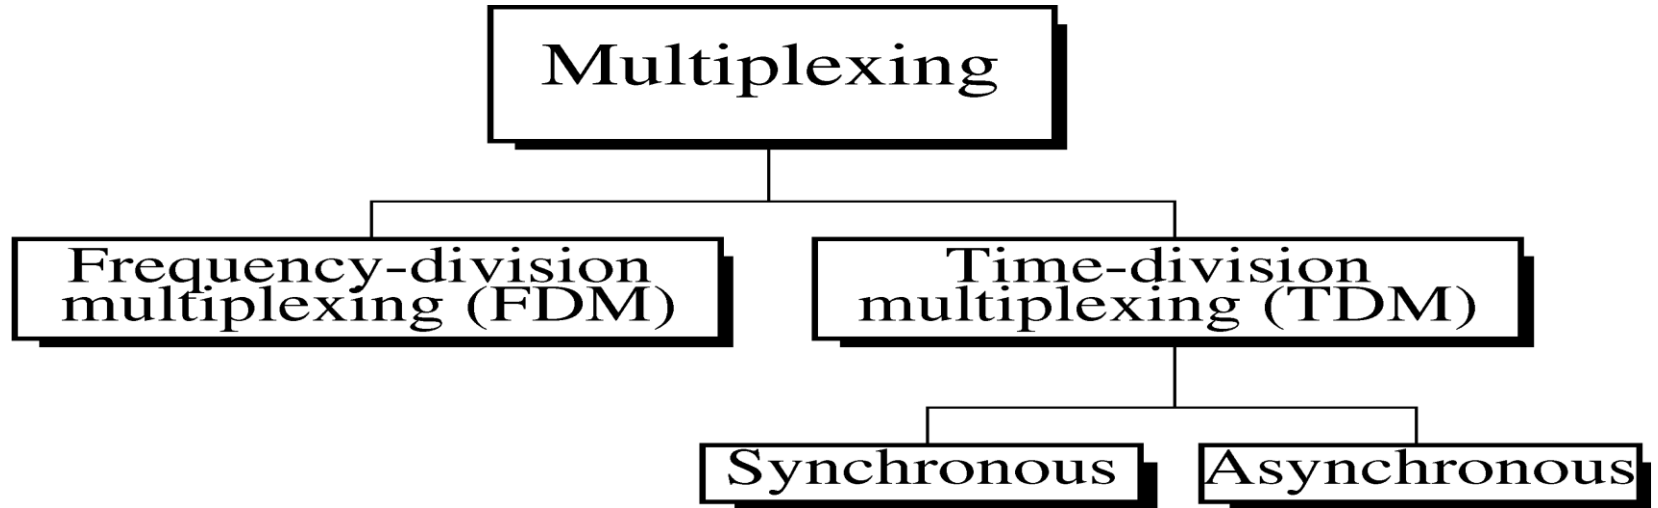 Multiplexing
Frequency-division
multiplexing (FDM)
Time-division
multiplexing (TDM)
Synchronous
Asynchronous